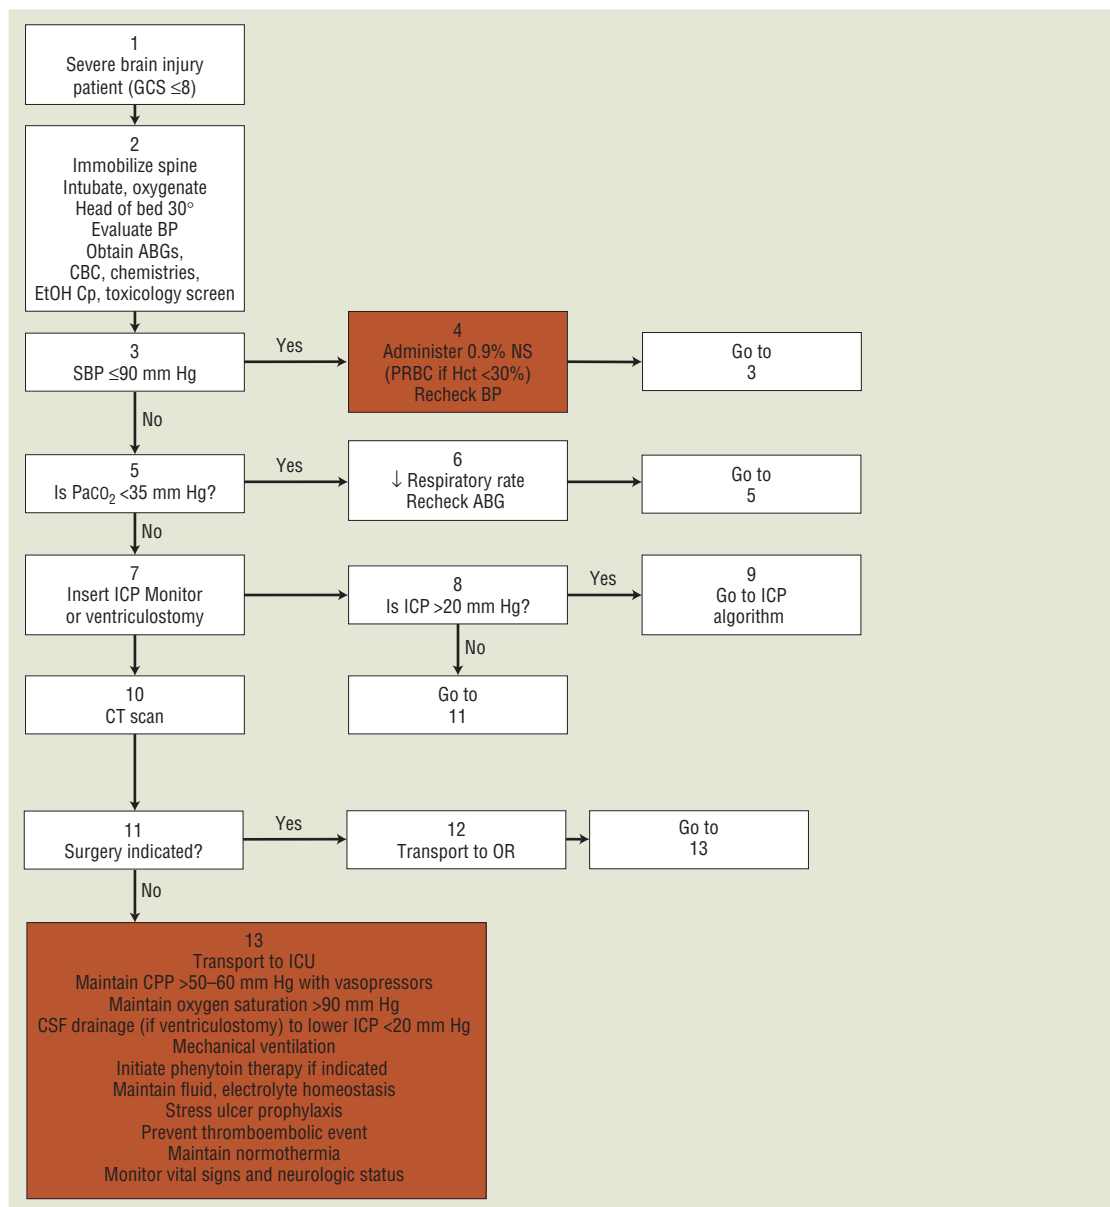 1
Severe brain injury
patient (GCS ≤8)
2
Immobilize spine
Intubate, oxygenate
Head of bed 30°
Evaluate BP
Obtain ABGs,
CBC, chemistries,
EtOH Cp, toxicology screen
3
SBP ≤90 mm Hg
Yes
4
Administer 0.9% NS
(PRBC if Hct <30%)
Recheck BP
Go to
3
No
5
Is PaCO₂ <35 mm Hg?
Yes
6
↓ Respiratory rate
Recheck ABG
Go to
5
No
7
Insert ICP Monitor
or ventriculostomy
8
Is ICP >20 mm Hg?
Yes
9
Go to ICP
algorithm
No
10
CT scan
Go to
11
11
Surgery indicated?
Yes
12
Transport to OR
Go to
13
No
13
Transport to ICU
Maintain CPP >50–60 mm Hg with vasopressors
Maintain oxygen saturation >90 mm Hg
CSF drainage (if ventriculostomy) to lower ICP <20 mm Hg
Mechanical ventilation
Initiate phenytoin therapy if indicated
Maintain fluid, electrolyte homeostasis
Stress ulcer prophylaxis
Prevent thromboembolic event
Maintain normothermia
Monitor vital signs and neurologic status